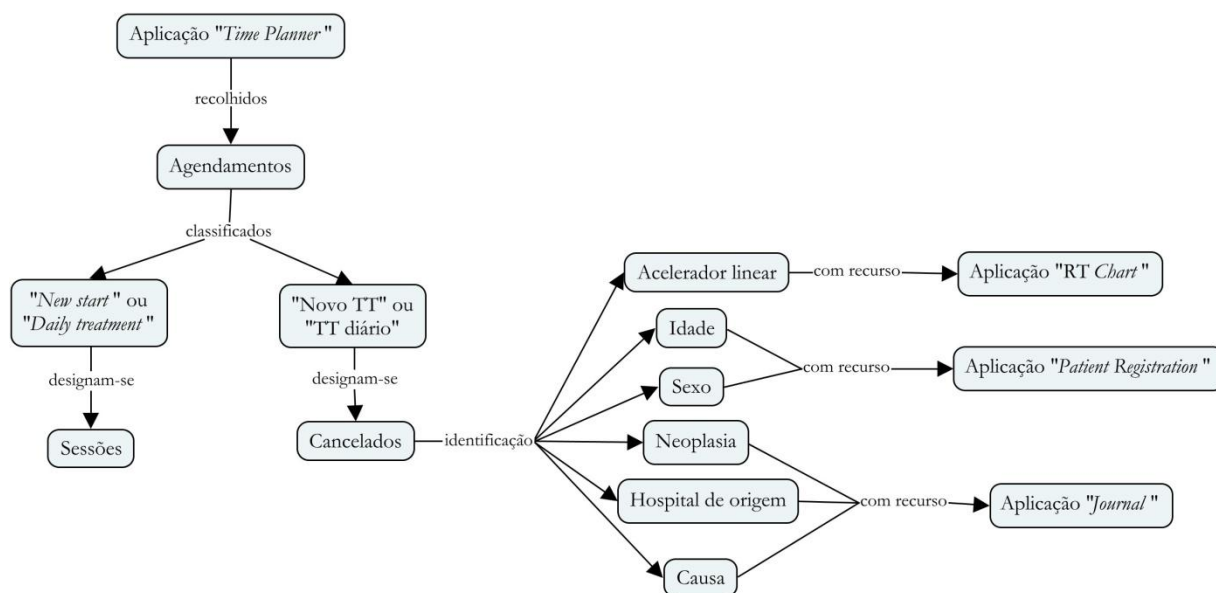 Aplicação "Time Planner "
recolhidos
Agendamentos
classificados
"New start " ou
"Daily treatment "
designam-se
Sessões
"Novo TT" ou
"TT diário"
designam-se
Cancelados
identificação
Acelerador linear
com recurso
Aplicação "RT Chart "
Idade
Sexo
com recurso
Aplicação "Patient Registration "
Neoplasia
Hospital de origem
Causa
com recurso
Aplicação "Journal "